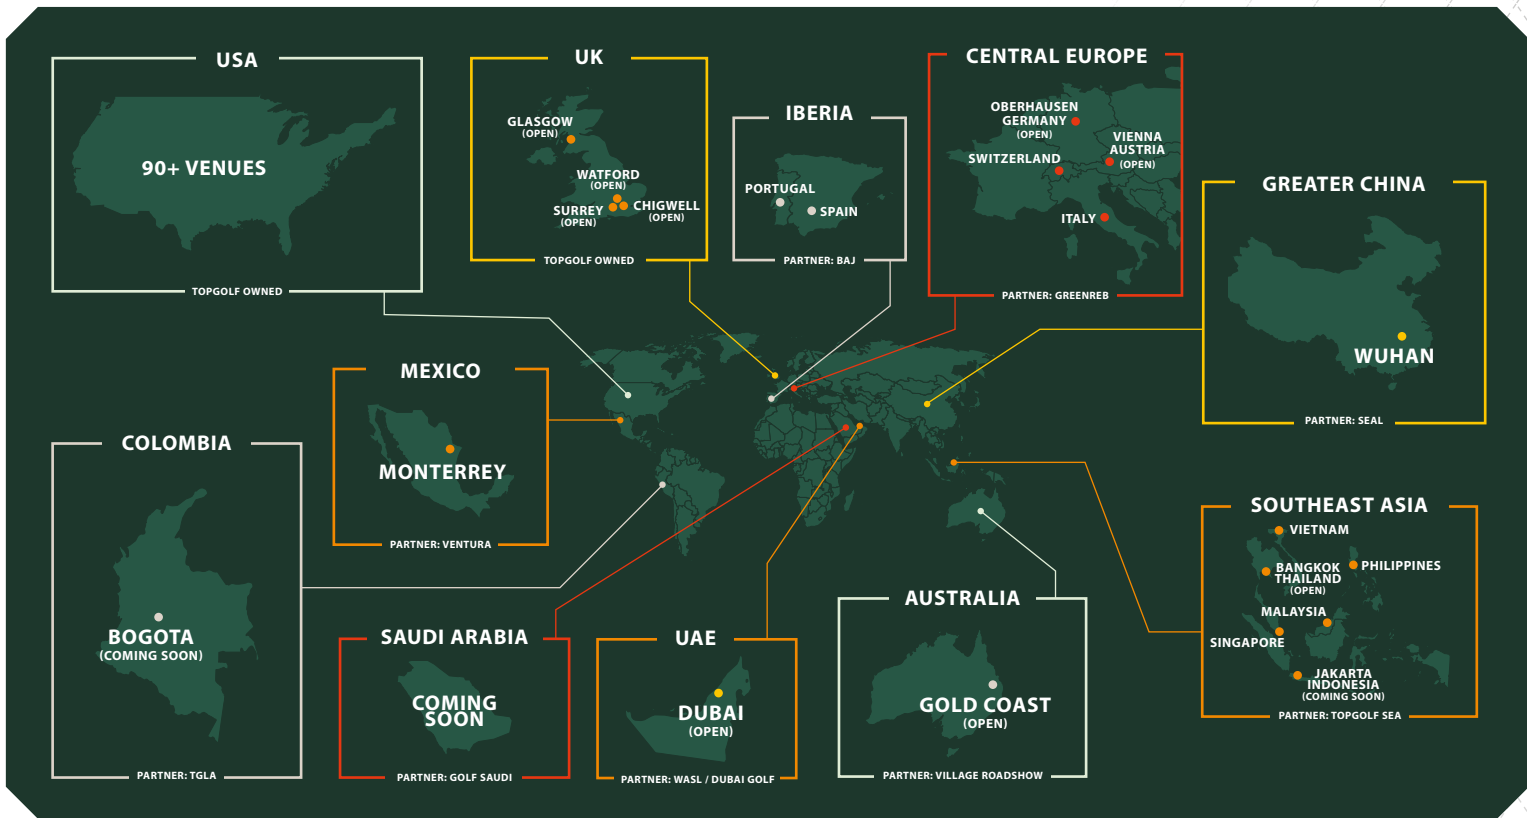 USA
90+ VENUES
TOPGOLF OWNED
UK
GLASGOW
(OPEN)
WATFORD
(OPEN)
SURREY
(OPEN)
CHIGWELL
(OPEN)
TOPGOLF OWNED
IBERIA
PORTUGAL
SPAIN
PARTNER: BAJ
CENTRAL EUROPE
OBERHAUSEN
GERMANY
(OPEN)
VIENNA
AUSTRIA
(OPEN)
SWITZERLAND
ITALY
PARTNER: GREENREB
GREATER CHINA
WUHAN
PARTNER: SEAL
MEXICO
MONTERREY
PARTNER: VENTURA
COLOMBIA
BOGOTA
(COMING SOON)
PARTNER: TGLA
SAUDI ARABIA
COMING
SOON
PARTNER: GOLF SAUDI
UAE
DUBAI
(OPEN)
PARTNER: WASL / DUBAI GOLF
AUSTRALIA
GOLD COAST
(OPEN)
PARTNER: VILLAGE ROADSHOW
SOUTHEAST ASIA
VIETNAM
BANGKOK
THAILAND
(OPEN)
PHILIPPINES
MALAYSIA
SINGAPORE
JAKARTA
INDONESIA
(COMING SOON)
PARTNER: TOPGOLF SEA